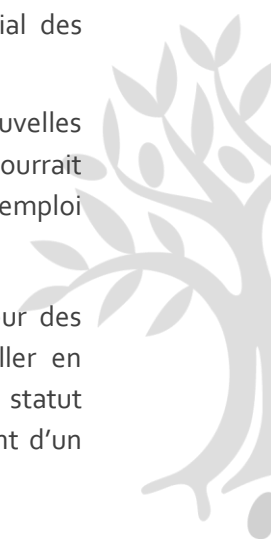 ial des
uvelles
ourrait
emploi
ur des
ller en
statut
nt d'un